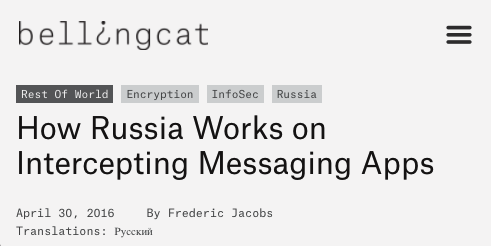 bellingcat
Rest Of World Encryption InfoSec Russia
How Russia Works on
Intercepting Messaging Apps
April 30, 2016 By Frederic Jacobs
Translations: Русский